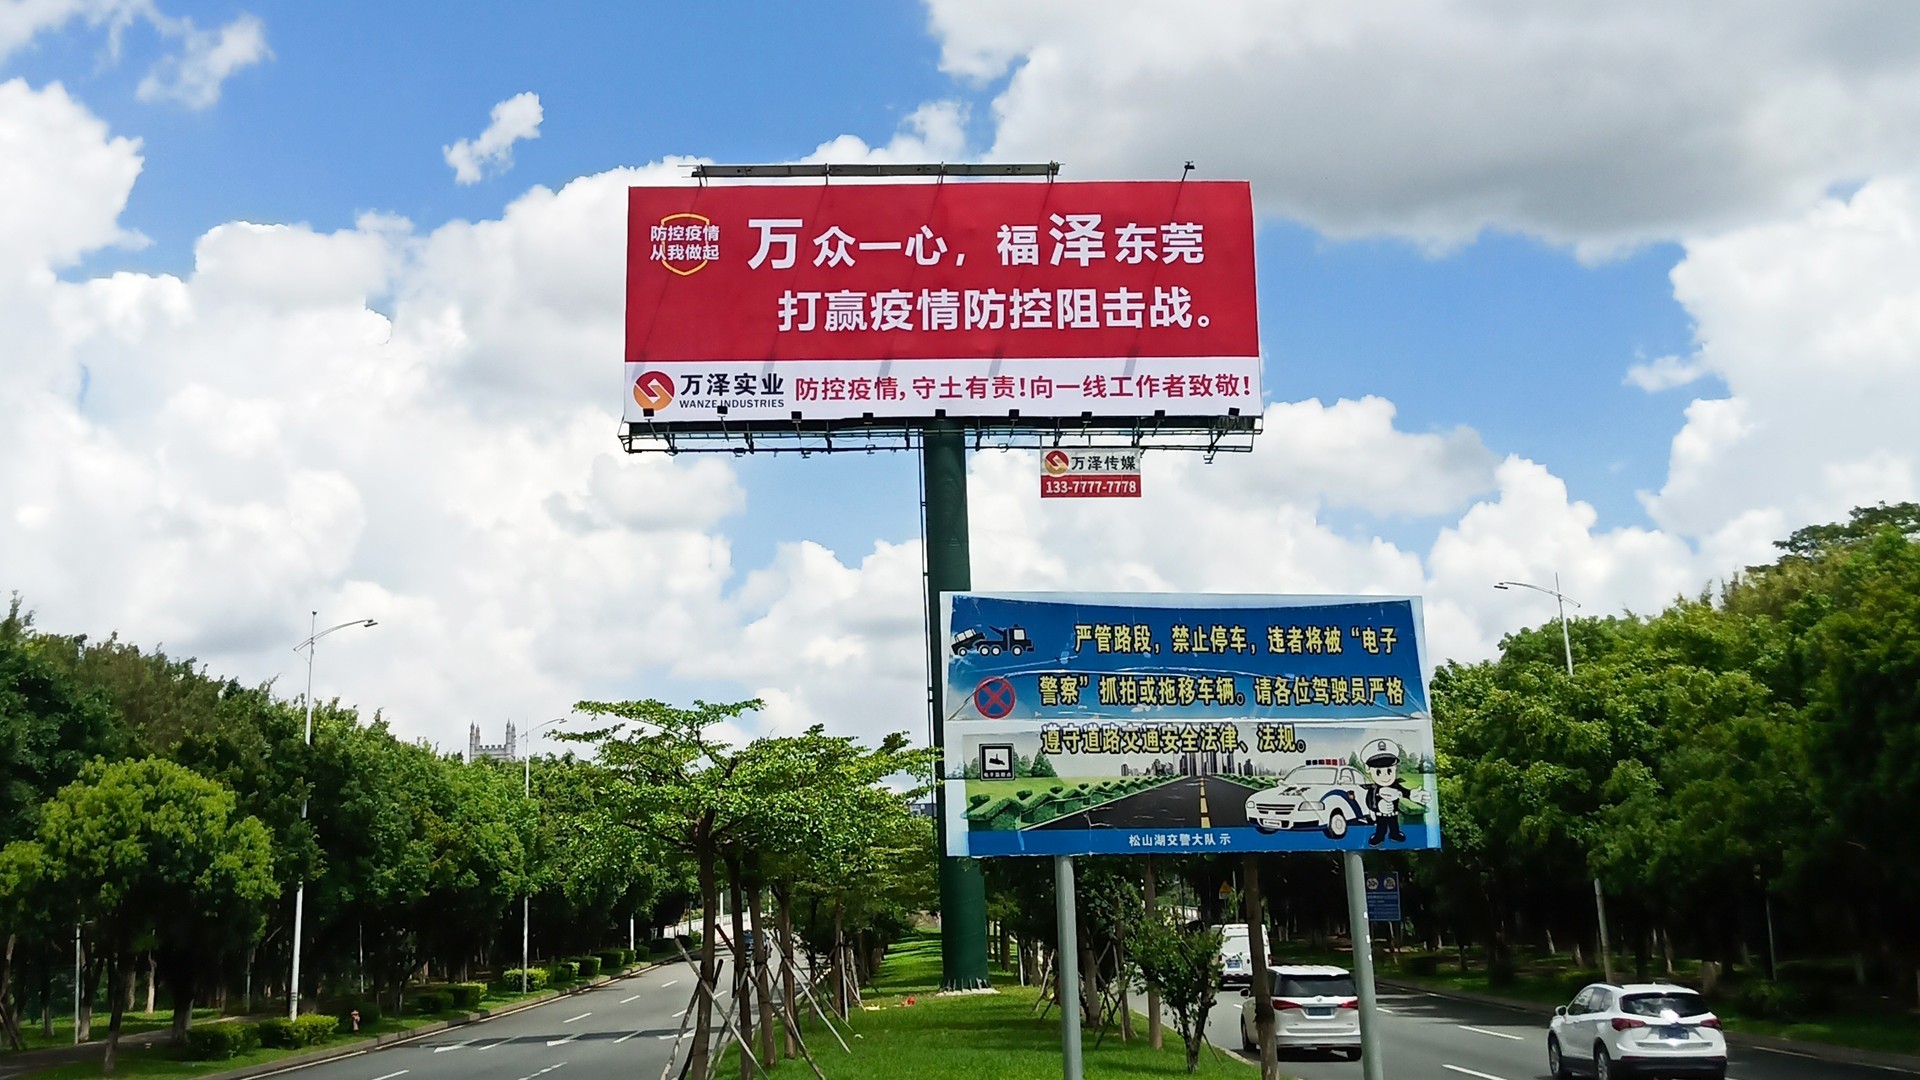 防控疫情
从我做起
万众一心，福泽东莞
打赢疫情防控阻击战。
万泽实业
WANZE INDUSTRIES
防控疫情，守土有责！向一线工作者致敬！
万泽传媒
133-7777-7778
严管路段，禁止停车，违者将被“电子
警察”抓拍或拖移车辆。请各位驾驶员严格
遵守道路交通安全法律、法规。
松山湖交警大队 示